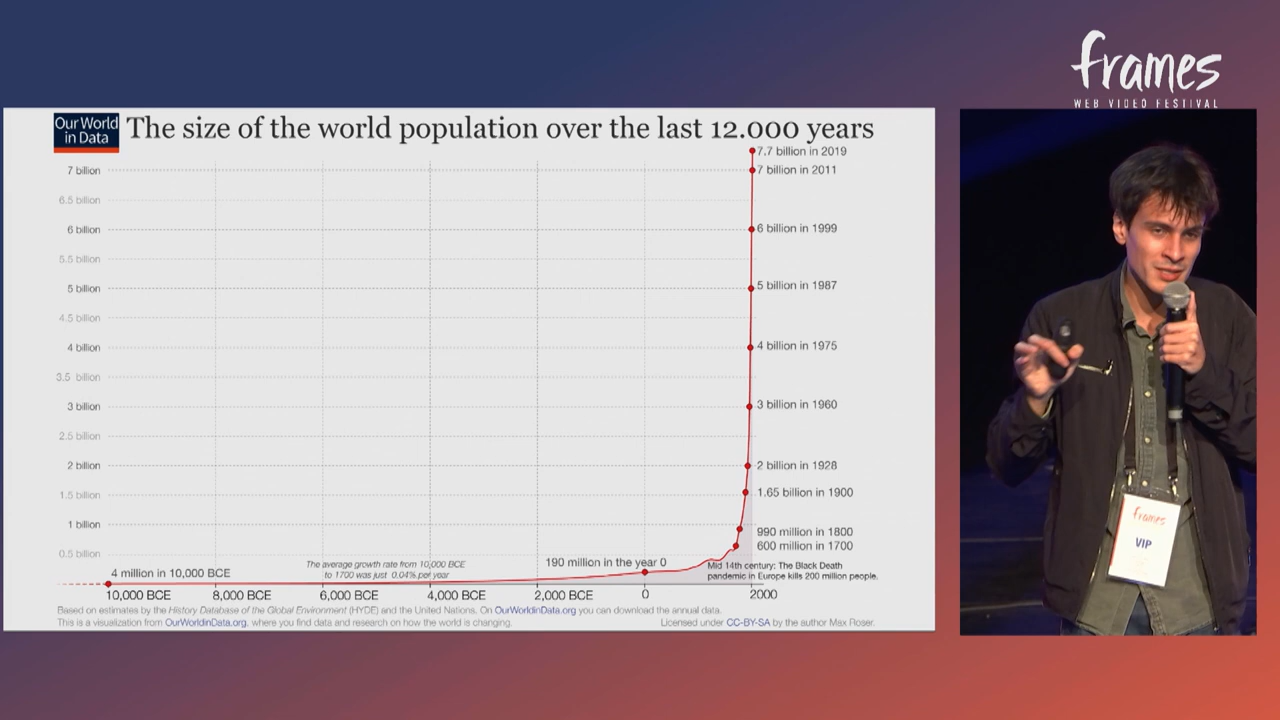 frames
WEB VIDEO FESTIVAL
Our World
in Data
The size of the world population over the last 12.000 years
7.7 billion in 2019
7 billion
7 billion in 2011
6.5 billion
6 billion
6 billion in 1999
5.5 billion
5 billion
5 billion in 1987
4.5 billion
4 billion
4 billion in 1975
3.5 billion
3 billion
3 billion in 1960
2.5 billion
2 billion
2 billion in 1928
1.5 billion
1.65 billion in 1900
1 billion
990 million in 1800
0.5 billion
600 million in 1700
4 million in 10,000 BCE
The average growth rate from 10,000 BCE
to 1700 was just 0.04% per year
190 million in the year 0
Mid 14th century: The Black Death
pandemic in Europe kills 200 million people.
10,000 BCE
8,000 BCE
6,000 BCE
4,000 BCE
2,000 BCE
0
2000
Based on estimates by the History Database of the Global Environment (HYDE) and the United Nations. On OurWorldinData.org you can download the annual data.
This is a visualization from OurWorldinData.org, where you find data and research on how the world is changing.
Licensed under CC-BY-SA by the author Max Roser.
frames
VIP